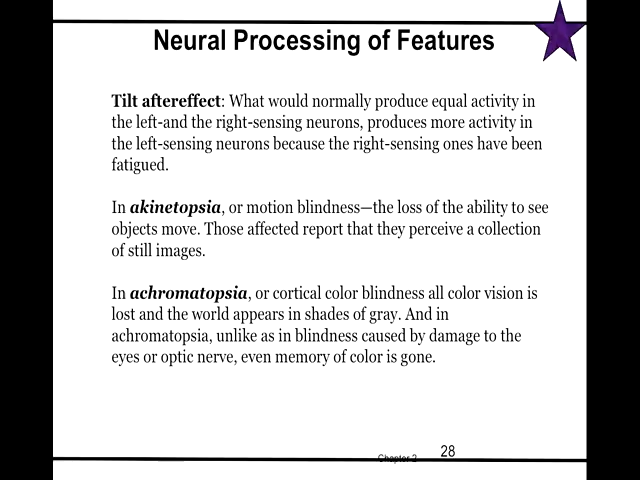 Neural Processing of Features
Tilt aftereffect: What would normally produce equal activity in
the left-and the right-sensing neurons, produces more activity in
the left-sensing neurons because the right-sensing ones have been
fatigued.
In akinetopsia, or motion blindness—the loss of the ability to see
objects move. Those affected report that they perceive a collection
of still images.
In achromatopsia, or cortical color blindness all color vision is
lost and the world appears in shades of gray. And in
achromatopsia, unlike as in blindness caused by damage to the
eyes or optic nerve, even memory of color is gone.
Chapter 2
28